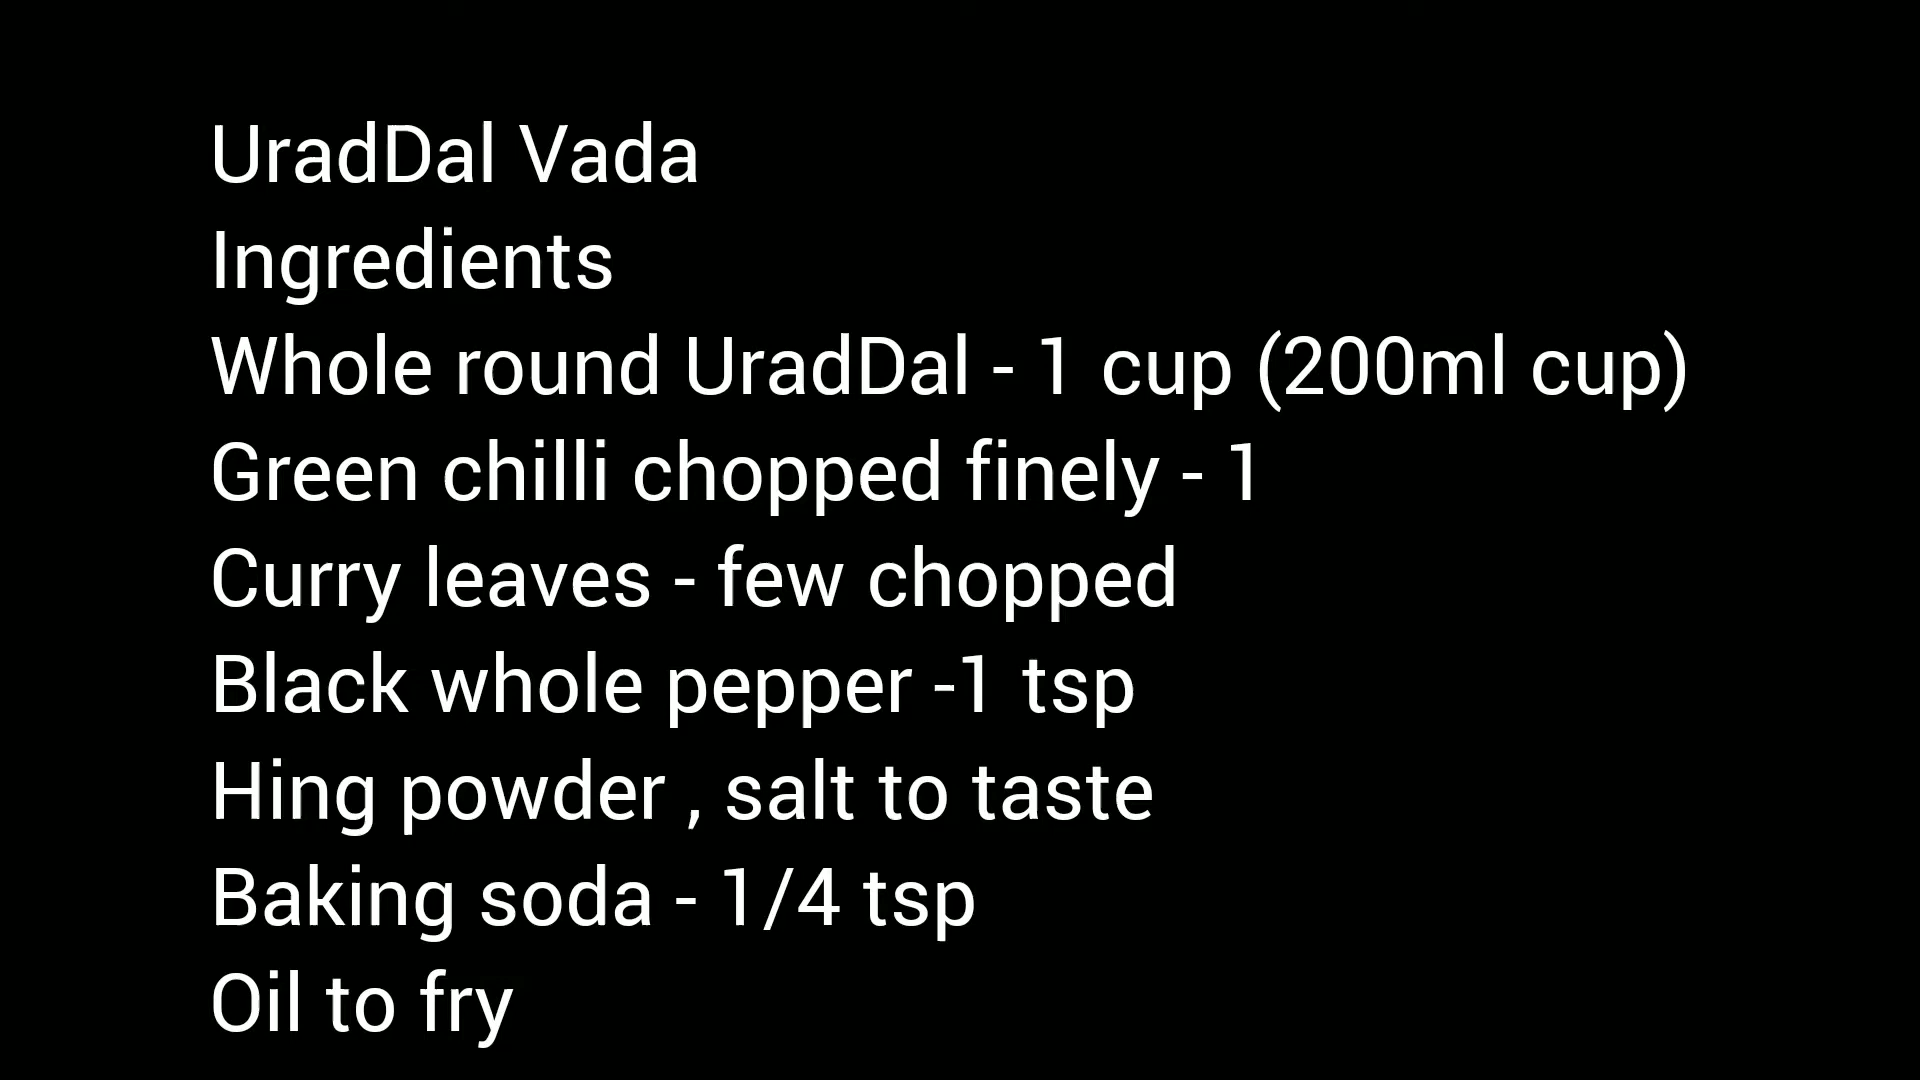 UradDal Vada
Ingredients
Whole round UradDal - 1 cup (200ml cup)
Green chilli chopped finely - 1
Curry leaves - few chopped
Black whole pepper -1 tsp
Hing powder , salt to taste
Baking soda - 1/4 tsp
Oil to fry